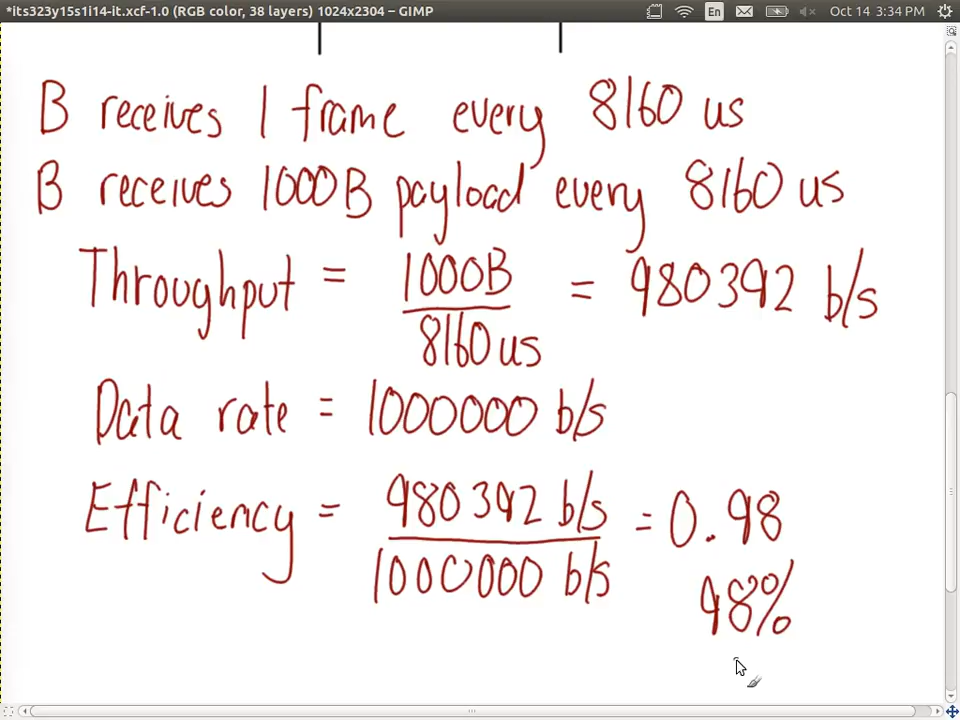 *its323y15s1i14-it.xcf-1.0 (RGB color, 38 layers) 1024x2304 – GIMP En Oct 14 3:34 PM
B receives 1 frame every 8160 us
B receives 1000B payload every 8160 us
Throughput = 1000B / 8160 us = 980392 b/s
Data rate = 1000000 b/s
Efficiency = 980392 b/s / 1000000 b/s = 0.98
98%